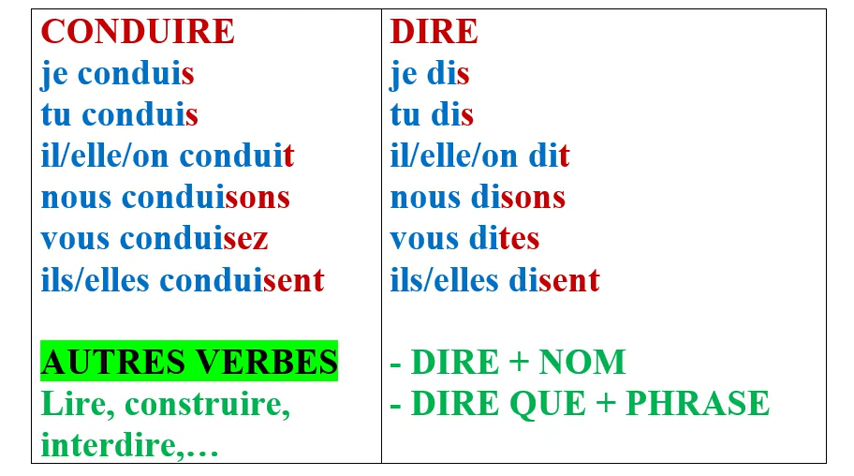 CONDUIRE
je conduis
tu conduis
il/elle/on conduit
nous conduisons
vous conduisez
ils/elles conduisent
AUTRES VERBES
Lire, construire,
interdire,...
DIRE
je dis
tu dis
il/elle/on dit
nous disons
vous dites
ils/elles disent
- DIRE + NOM
- DIRE QUE + PHRASE